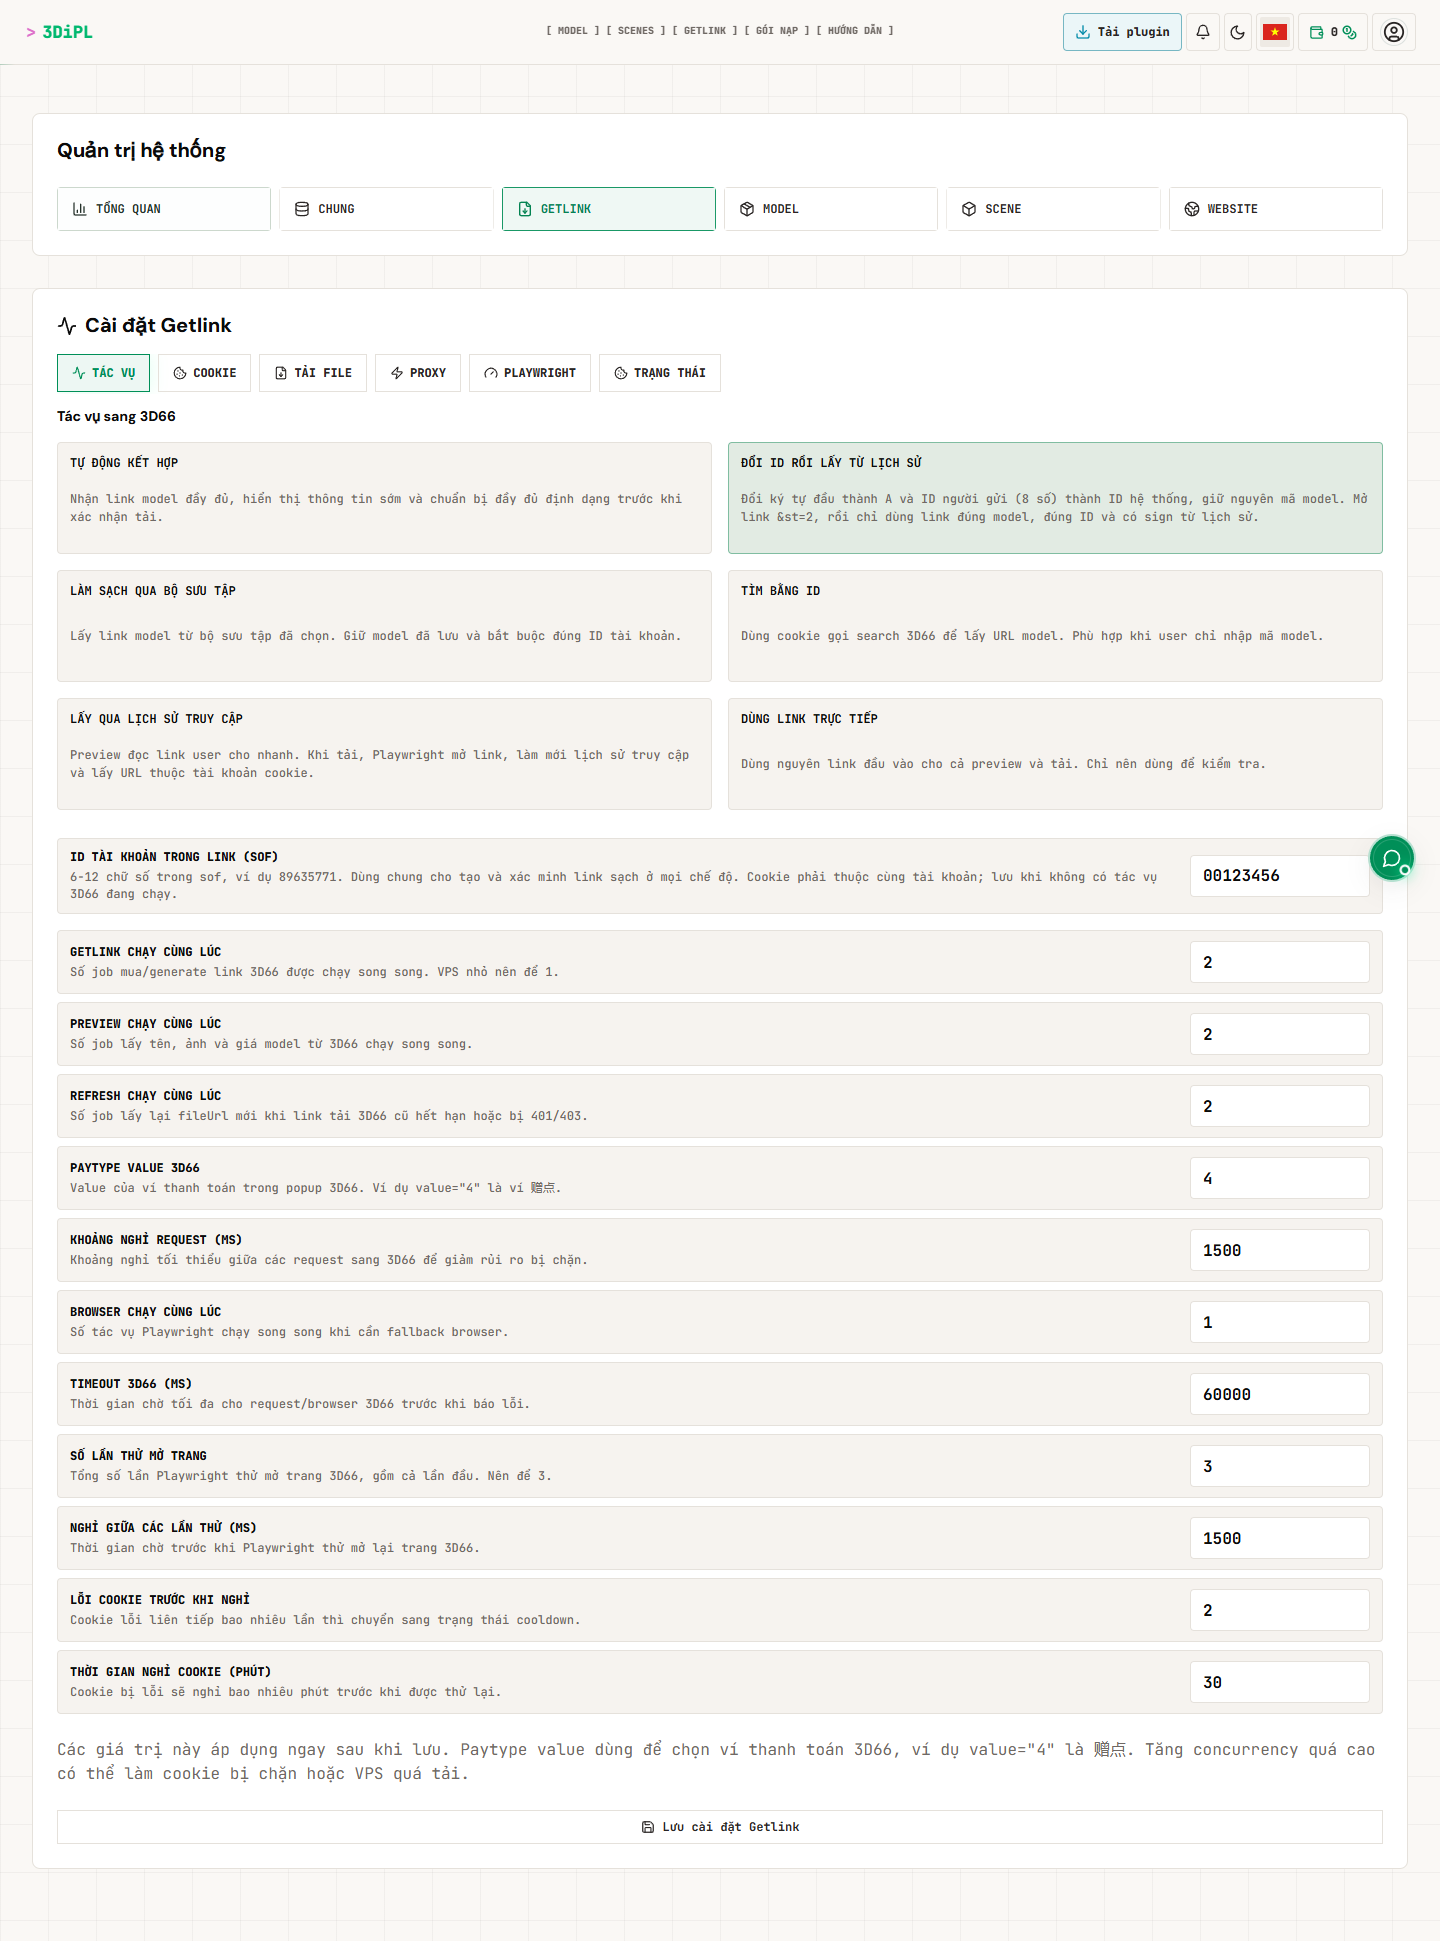 > 3DiPL
[ MODEL ] [ SCENES ] [ GETLINK ] [ GÓI NẠP ] [ HƯỚNG DẪN ]
Tải plugin
0
Quản trị hệ thống
TỔNG QUAN
CHUNG
GETLINK
MODEL
SCENE
WEBSITE
Cài đặt Getlink
TÁC VỤ
COOKIE
TẢI FILE
PROXY
PLAYWRIGHT
TRẠNG THÁI
Tác vụ sang 3D66
TỰ ĐỘNG KẾT HỢP
Nhận link model đầy đủ, hiển thị thông tin sớm và chuẩn bị đầy đủ định dạng trước khi
xác nhận tải.
ĐỔI ID RỒI LẤY TỪ LỊCH SỬ
Đổi ký tự đầu thành A và ID người gửi (8 số) thành ID hệ thống, giữ nguyên mã model. Mở
link &st=2, rồi chỉ dùng link đúng model, đúng ID và có sign từ lịch sử.
LÀM SẠCH QUA BỘ SƯU TẬP
Lấy link model từ bộ sưu tập đã chọn. Giữ model đã lưu và bắt buộc đúng ID tài khoản.
TÌM BẰNG ID
Dùng cookie gọi search 3D66 để lấy URL model. Phù hợp khi user chỉ nhập mã model.
LẤY QUA LỊCH SỬ TRUY CẬP
Preview đọc link user cho nhanh. Khi tải, Playwright mở link, làm mới lịch sử truy cập
và lấy URL thuộc tài khoản cookie.
DÙNG LINK TRỰC TIẾP
Dùng nguyên link đầu vào cho cả preview và tải. Chỉ nên dùng để kiểm tra.
ID TÀI KHOẢN TRONG LINK (SOF)
6-12 chữ số trong sof, ví dụ 89635771. Dùng chung cho tạo và xác minh link sạch ở mọi chế độ. Cookie phải thuộc cùng tài khoản; lưu khi không có tác vụ
3D66 đang chạy.
00123456
GETLINK CHẠY CÙNG LÚC
Số job mua/generate link 3D66 được chạy song song. VPS nhỏ nên để 1.
2
PREVIEW CHẠY CÙNG LÚC
Số job lấy tên, ảnh và giá model từ 3D66 chạy song song.
2
REFRESH CHẠY CÙNG LÚC
Số job lấy lại fileUrl mới khi link tải 3D66 cũ hết hạn hoặc bị 401/403.
2
PAYTYPE VALUE 3D66
Value của ví thanh toán trong popup 3D66. Ví dụ value="4" là ví 赠点.
4
KHOẢNG NGHỈ REQUEST (MS)
Khoảng nghỉ tối thiểu giữa các request sang 3D66 để giảm rủi ro bị chặn.
1500
BROWSER CHẠY CÙNG LÚC
Số tác vụ Playwright chạy song song khi cần fallback browser.
1
TIMEOUT 3D66 (MS)
Thời gian chờ tối đa cho request/browser 3D66 trước khi báo lỗi.
60000
SỐ LẦN THỬ MỞ TRANG
Tổng số lần Playwright thử mở trang 3D66, gồm cả lần đầu. Nên để 3.
3
NGHỈ GIỮA CÁC LẦN THỬ (MS)
Thời gian chờ trước khi Playwright thử mở lại trang 3D66.
1500
LỖI COOKIE TRƯỚC KHI NGHỈ
Cookie lỗi liên tiếp bao nhiêu lần thì chuyển sang trạng thái cooldown.
2
THỜI GIAN NGHỈ COOKIE (PHÚT)
Cookie bị lỗi sẽ nghỉ bao nhiêu phút trước khi được thử lại.
30
Các giá trị này áp dụng ngay sau khi lưu. Paytype value dùng để chọn ví thanh toán 3D66, ví dụ value="4" là 赠点. Tăng concurrency quá cao
có thể làm cookie bị chặn hoặc VPS quá tải.
Lưu cài đặt Getlink